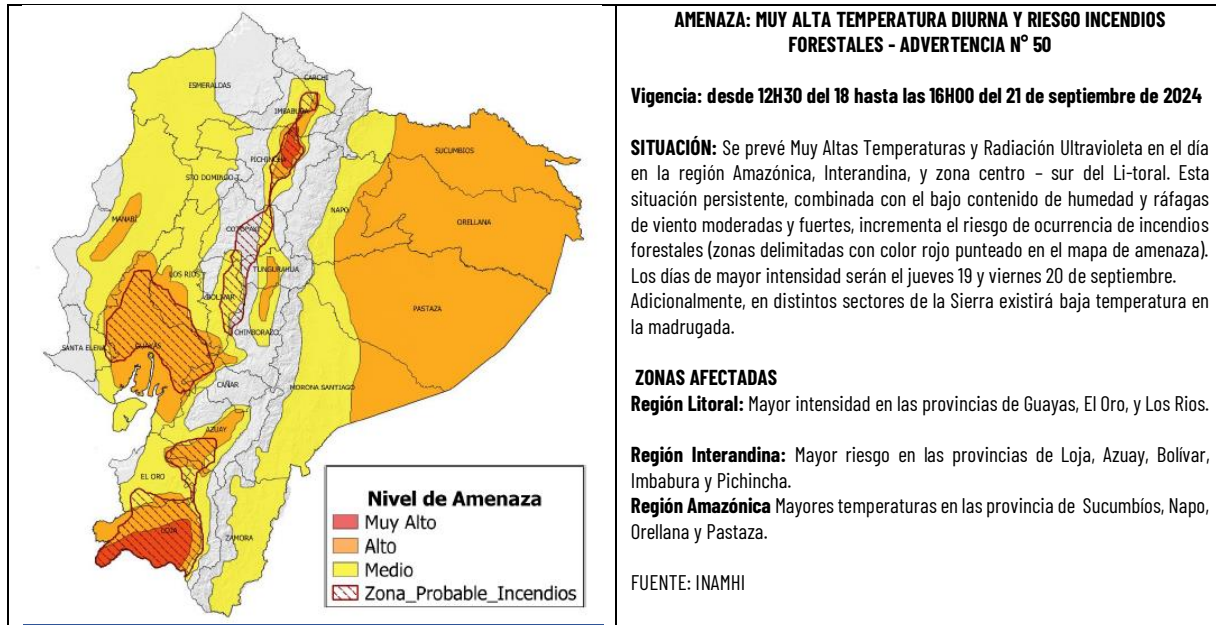 ESMERALDAS
CARCHI
IMBABURA
SUCUMBÍOS
PICHINCHA
STO DOMINGO T.
NAPO
ORELLANA
MANABÍ
COTOPAXI
LOS RIOS
TUNGURAHUA
BOLIVAR
PASTAZA
CHIMBORAZO
SANTA ELENA
GUAYAS
CAÑAR
MORONA SANTIAGO
AZUAY
EL ORO
LOJA
ZAMORA
Nivel de Amenaza
Muy Alto
Alto
Medio
Zona_Probable_Incendios
AMENAZA: MUY ALTA TEMPERATURA DIURNA Y RIESGO INCENDIOS
FORESTALES - ADVERTENCIA N° 50
Vigencia: desde 12H30 del 18 hasta las 16H00 del 21 de septiembre de 2024
SITUACIÓN: Se prevé Muy Altas Temperaturas y Radiación Ultravioleta en el día
en la región Amazónica, Interandina, y zona centro – sur del Li-toral. Esta
situación persistente, combinada con el bajo contenido de humedad y ráfagas
de viento moderadas y fuertes, incrementa el riesgo de ocurrencia de incendios
forestales (zonas delimitadas con color rojo punteado en el mapa de amenaza).
Los días de mayor intensidad serán el jueves 19 y viernes 20 de septiembre.
Adicionalmente, en distintos sectores de la Sierra existirá baja temperatura en
la madrugada.
ZONAS AFECTADAS
Región Litoral: Mayor intensidad en las provincias de Guayas, El Oro, y Los Rios.
Región Interandina: Mayor riesgo en las provincias de Loja, Azuay, Bolívar,
Imbabura y Pichincha.
Región Amazónica Mayores temperaturas en las provincia de Sucumbíos, Napo,
Orellana y Pastaza.
FUENTE: INAMHI